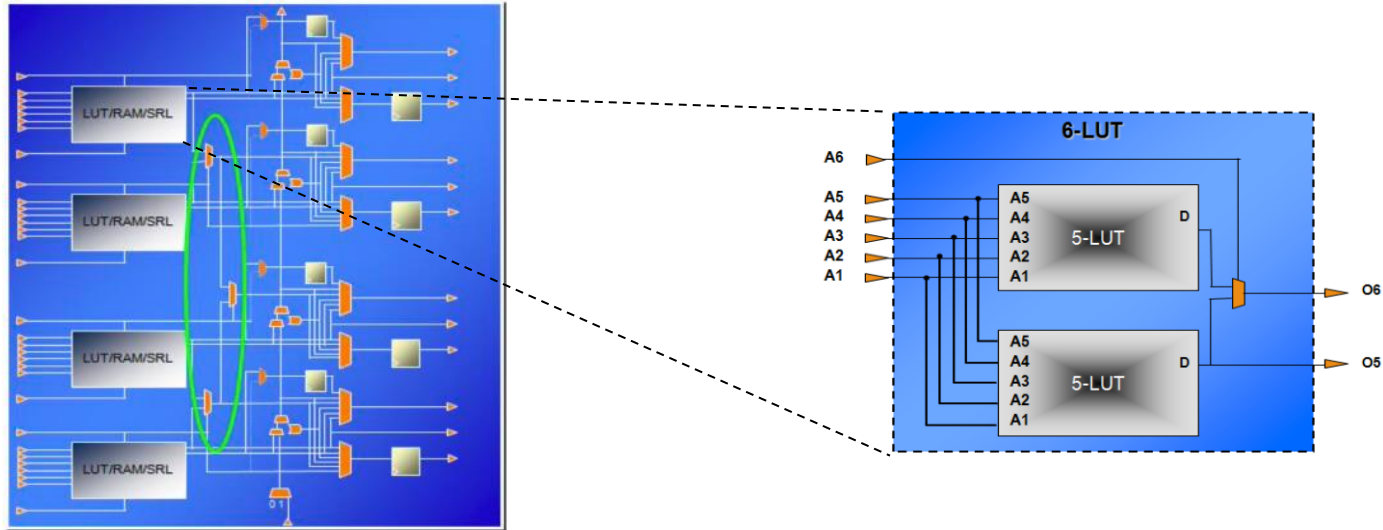 LUT/RAM/SRL
LUT/RAM/SRL
LUT/RAM/SRL
LUT/RAM/SRL
0 1
6-LUT
A6
A5
A4
A3
A2
A1
A5
A4
A3
A2
A1
D
5-LUT
A5
A4
A3
A2
A1
D
5-LUT
O6
O5